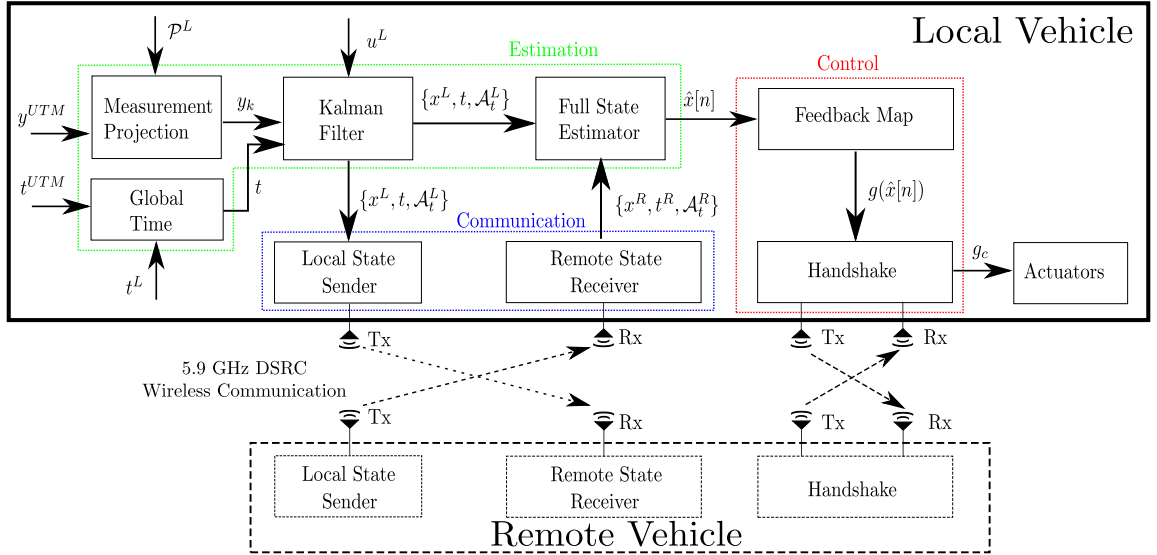 Local Vehicle
𝒫^L
u^L
Estimation
Control
y^{UTM}
Measurement
Projection
y_k
Kalman
Filter
{x^L, t, 𝒜_t^L}
Full State
Estimator
x̂[n]
Feedback Map
t^{UTM}
Global
Time
t
{x^L, t, 𝒜_t^L}
{x^R, t^R, 𝒜_t^R}
g(x̂[n])
Communication
t^L
Local State
Sender
Remote State
Receiver
Handshake
g_c
Actuators
Tx
Rx
Tx
Rx
5.9 GHz DSRC
Wireless Communication
Tx
Rx
Tx
Rx
Local State
Sender
Remote State
Receiver
Handshake
Remote Vehicle